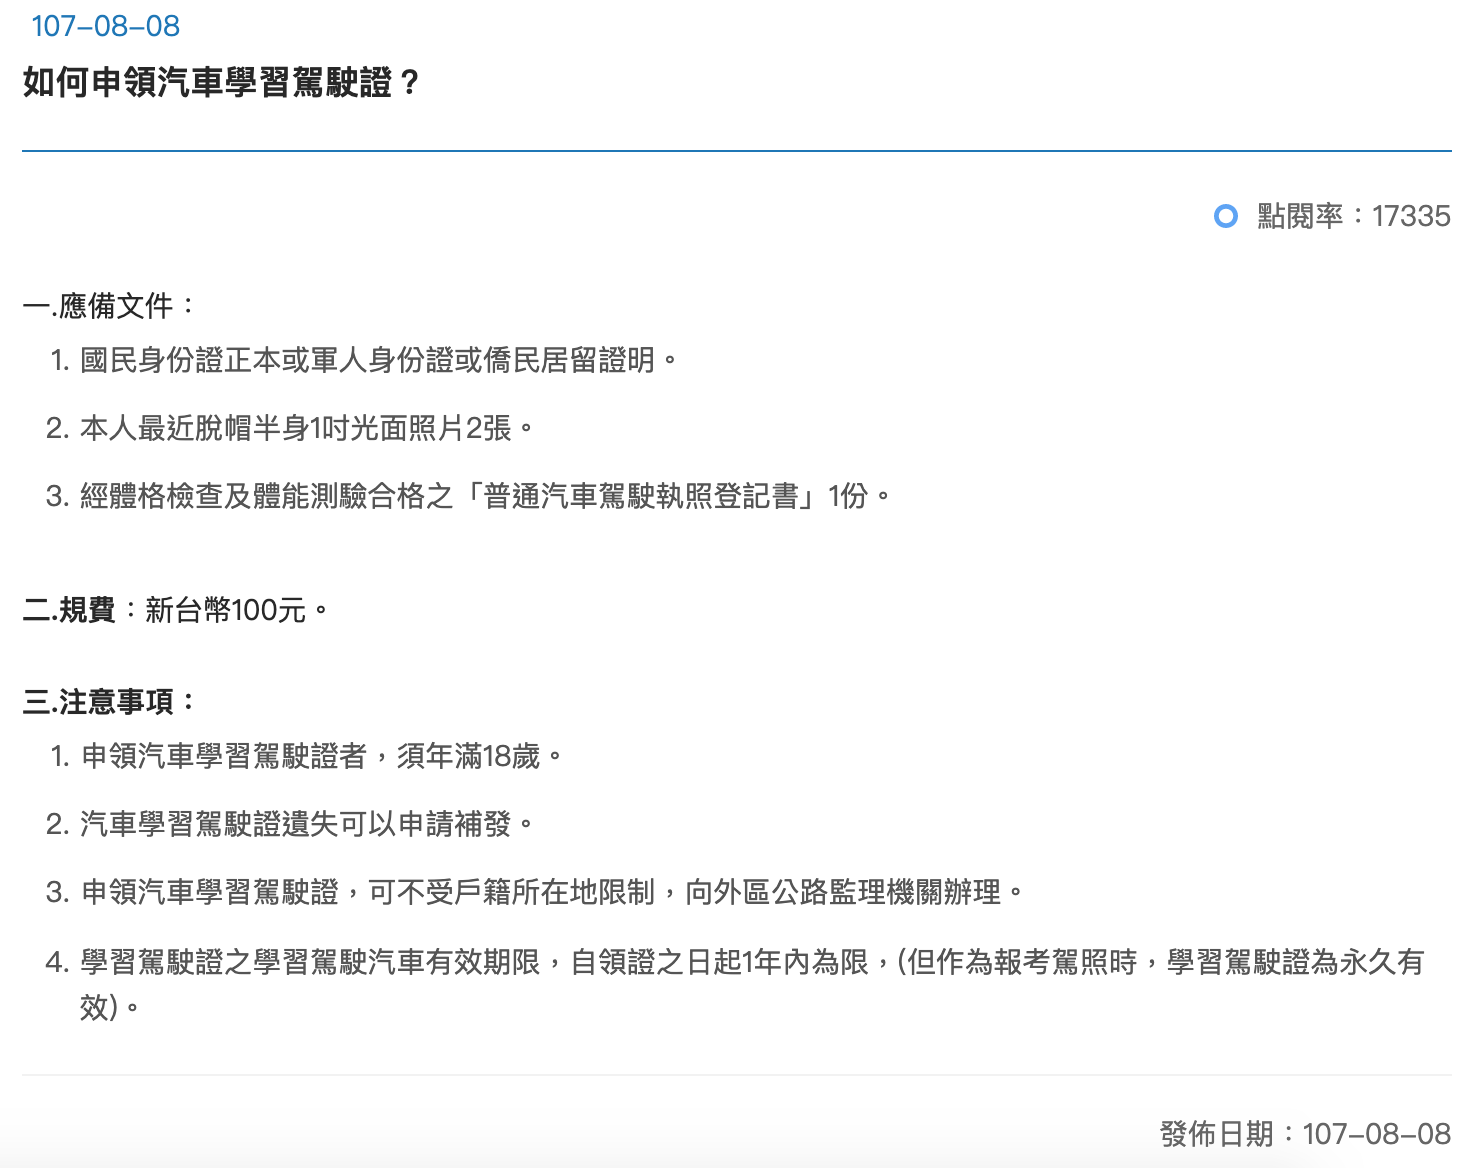 107-08-08
如何申領汽車學習駕駛證？
點閱率：17335
一.應備文件：
1. 國民身份證正本或軍人身份證或僑民居留證明。
2. 本人最近脫帽半身1吋光面照片2張。
3. 經體格檢查及體能測驗合格之「普通汽車駕駛執照登記書」1份。
二.規費：新台幣100元。
三.注意事項：
1. 申領汽車學習駕駛證者，須年滿18歲。
2. 汽車學習駕駛證遺失可以申請補發。
3. 申領汽車學習駕駛證，可不受戶籍所在地限制，向外區公路監理機關辦理。
4. 學習駕駛證之學習駕駛汽車有效期限，自領證之日起1年內為限，(但作為報考駕照時，學習駕駛證為永久有
效)。
發佈日期：107-08-08